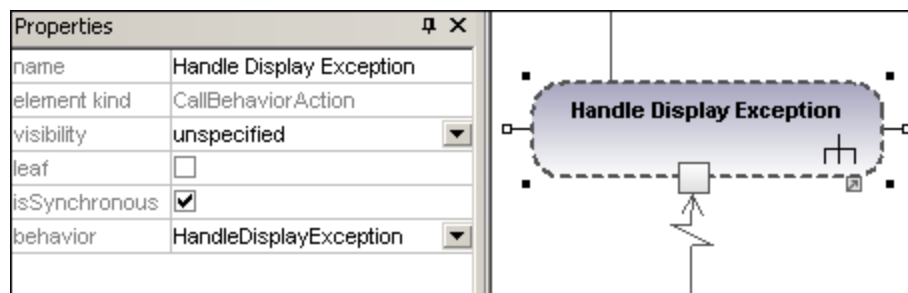 Properties
name Handle Display Exception
element kind CallBehaviorAction
visibility unspecified
leaf
isSynchronous
behavior HandleDisplayException
Handle Display Exception